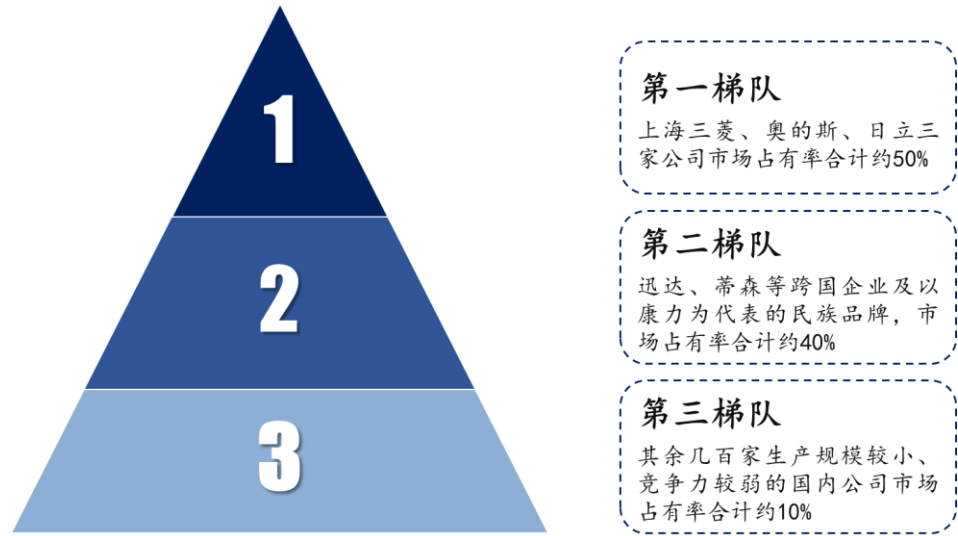 1
第一梯队
上海三菱、奥的斯、日立三
家公司市场占有率合计约50%
2
第二梯队
迅达、蒂森等跨国企业及以
康力为代表的民族品牌，市
场占有率合计约40%
3
第三梯队
其余几百家生产规模较小、
竞争力较弱的国内公司市场
占有率合计约10%